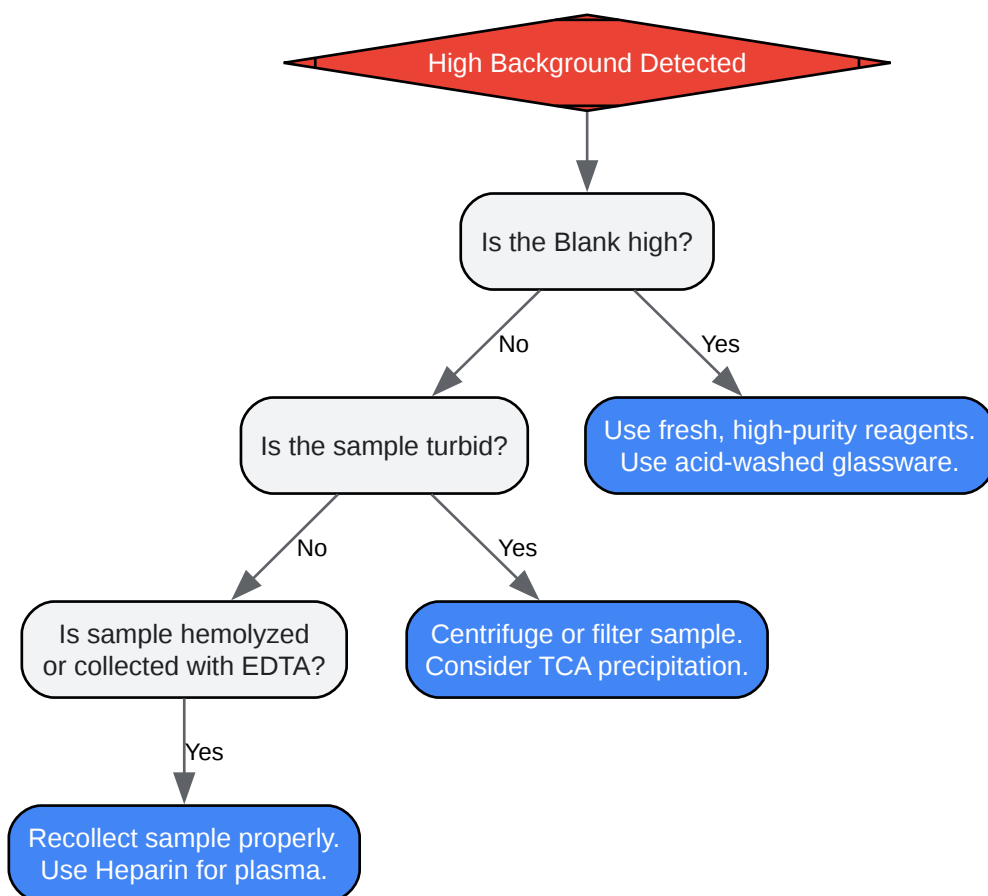 High Background Detected
Is the Blank high?
No
Yes
Is the sample turbid?
Use fresh, high-purity reagents.
Use acid-washed glassware.
No
Yes
Is sample hemolyzed
or collected with EDTA?
Centrifuge or filter sample.
Consider TCA precipitation.
Yes
Recollect sample properly.
Use Heparin for plasma.